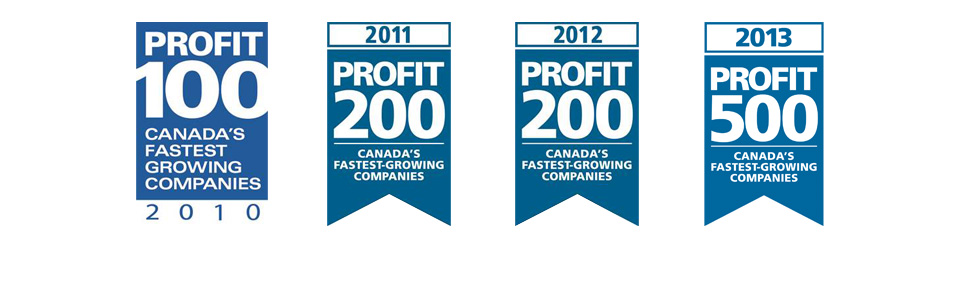 PROFIT
100
CANADA'S
FASTEST
GROWING
COMPANIES
2010
2011
PROFIT
200
CANADA'S
FASTEST-GROWING
COMPANIES
2012
PROFIT
200
CANADA'S
FASTEST-GROWING
COMPANIES
2013
PROFIT
500
CANADA'S
FASTEST-GROWING
COMPANIES